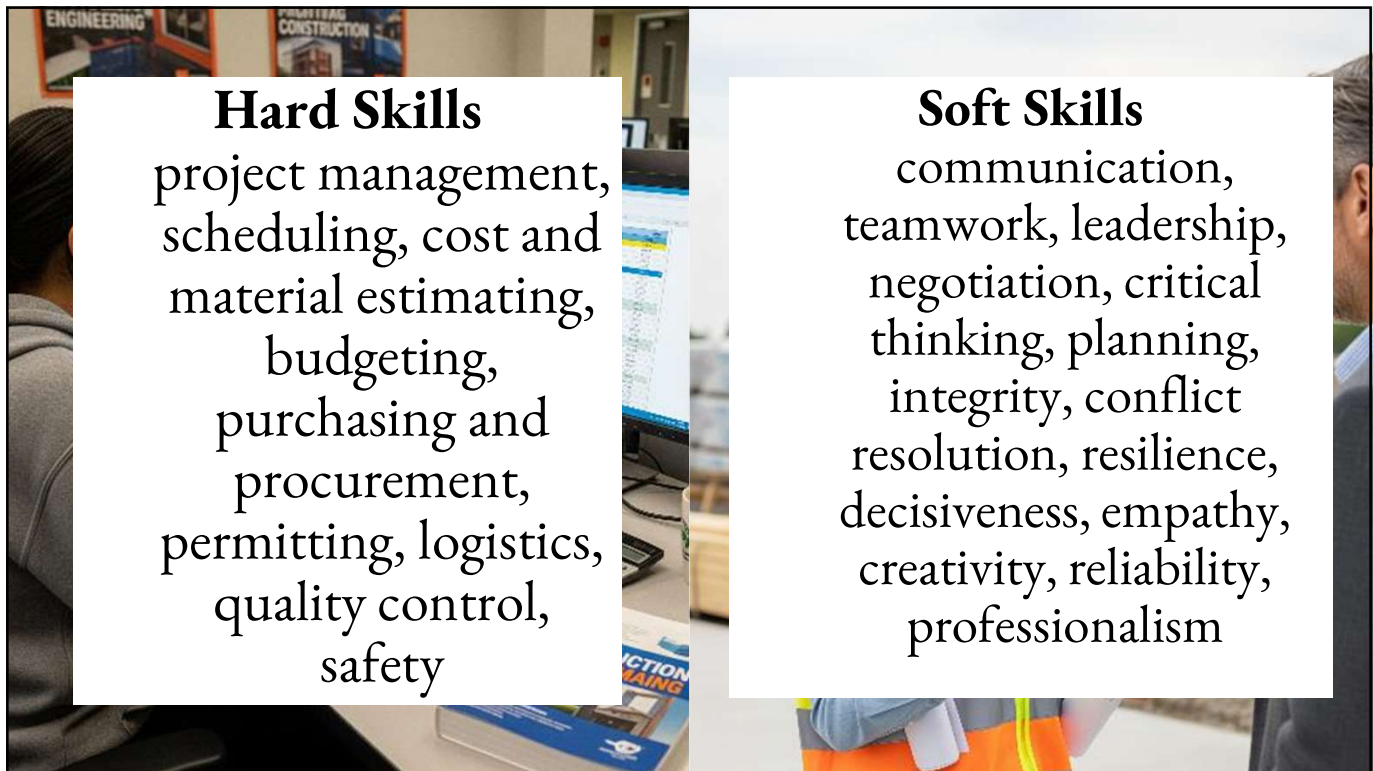 ENGINEERING
CONSTRUCTION
Hard Skills
project management,
scheduling, cost and
material estimating,
budgeting,
purchasing and
procurement,
permitting, logistics,
quality control,
safety
Soft Skills
communication,
teamwork, leadership,
negotiation, critical
thinking, planning,
integrity, conflict
resolution, resilience,
decisiveness, empathy,
creativity, reliability,
professionalism
UCTION
MAING